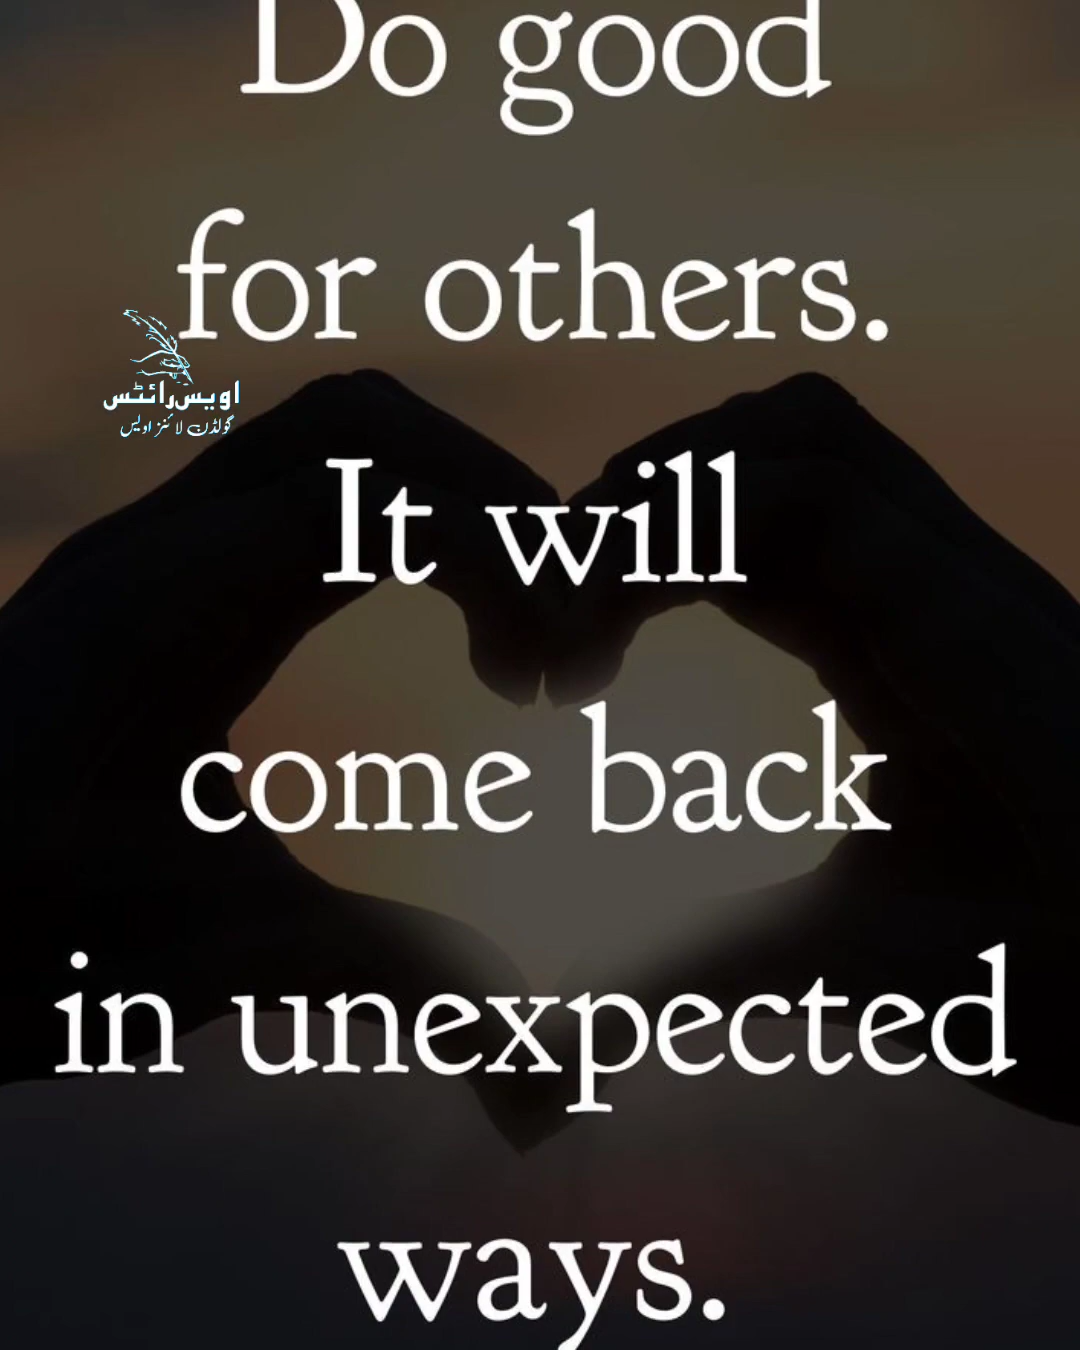 Do good
for others.
اویس رائٹس
گولڈن لائنز اویس
It will
come back
in unexpected
ways.